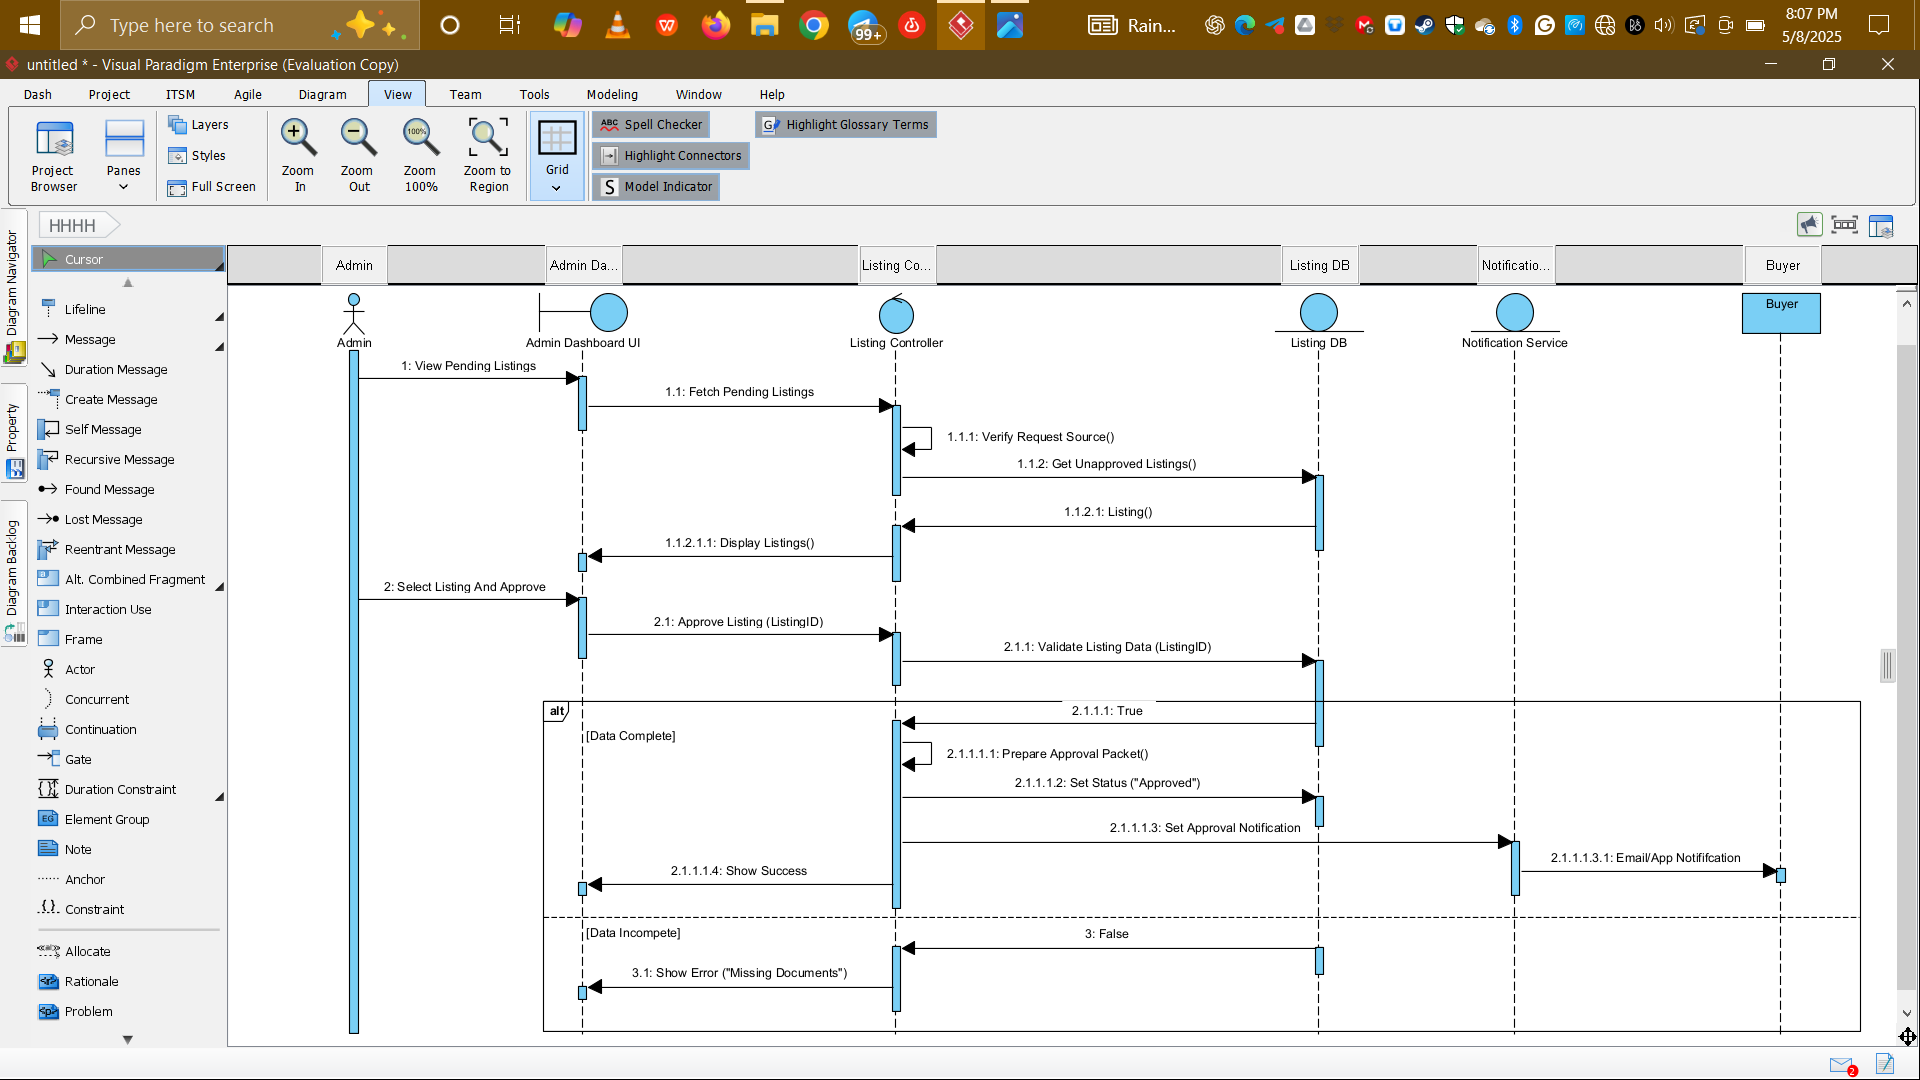 Type here to search
99+
Rain...
8:07 PM
5/8/2025
untitled * - Visual Paradigm Enterprise (Evaluation Copy)
Dash Project ITSM Agile Diagram View Team Tools Modeling Window Help
Project Browser
Panes
Layers
Styles
Full Screen
Zoom In
Zoom Out
100%
Zoom 100%
Zoom to Region
Grid
ABC Spell Checker
Highlight Connectors
S Model Indicator
G Highlight Glossary Terms
HHHH
Diagram Navigator
Property
Diagram Backlog
Cursor
Lifeline
Message
Duration Message
Create Message
Self Message
Recursive Message
Found Message
Lost Message
Reentrant Message
Alt. Combined Fragment
Interaction Use
Frame
Actor
Concurrent
Continuation
Gate
Duration Constraint
EG Element Group
Note
Anchor
Constraint
Allocate
Rationale
Problem
Admin
Admin Da...
Listing Co...
Listing DB
Notificatio...
Buyer
Buyer
Admin
Admin Dashboard UI
Listing Controller
Listing DB
Notification Service
1: View Pending Listings
1.1: Fetch Pending Listings
1.1.1: Verify Request Source()
1.1.2: Get Unapproved Listings()
1.1.2.1: Listing()
1.1.2.1.1: Display Listings()
2: Select Listing And Approve
2.1: Approve Listing (ListingID)
2.1.1: Validate Listing Data (ListingID)
alt
2.1.1.1: True
[Data Complete]
2.1.1.1.1: Prepare Approval Packet()
2.1.1.1.2: Set Status ("Approved")
2.1.1.1.3: Set Approval Notification
2.1.1.1.3.1: Email/App Notififcation
2.1.1.1.4: Show Success
[Data Incompete]
3: False
3.1: Show Error ("Missing Documents")
2